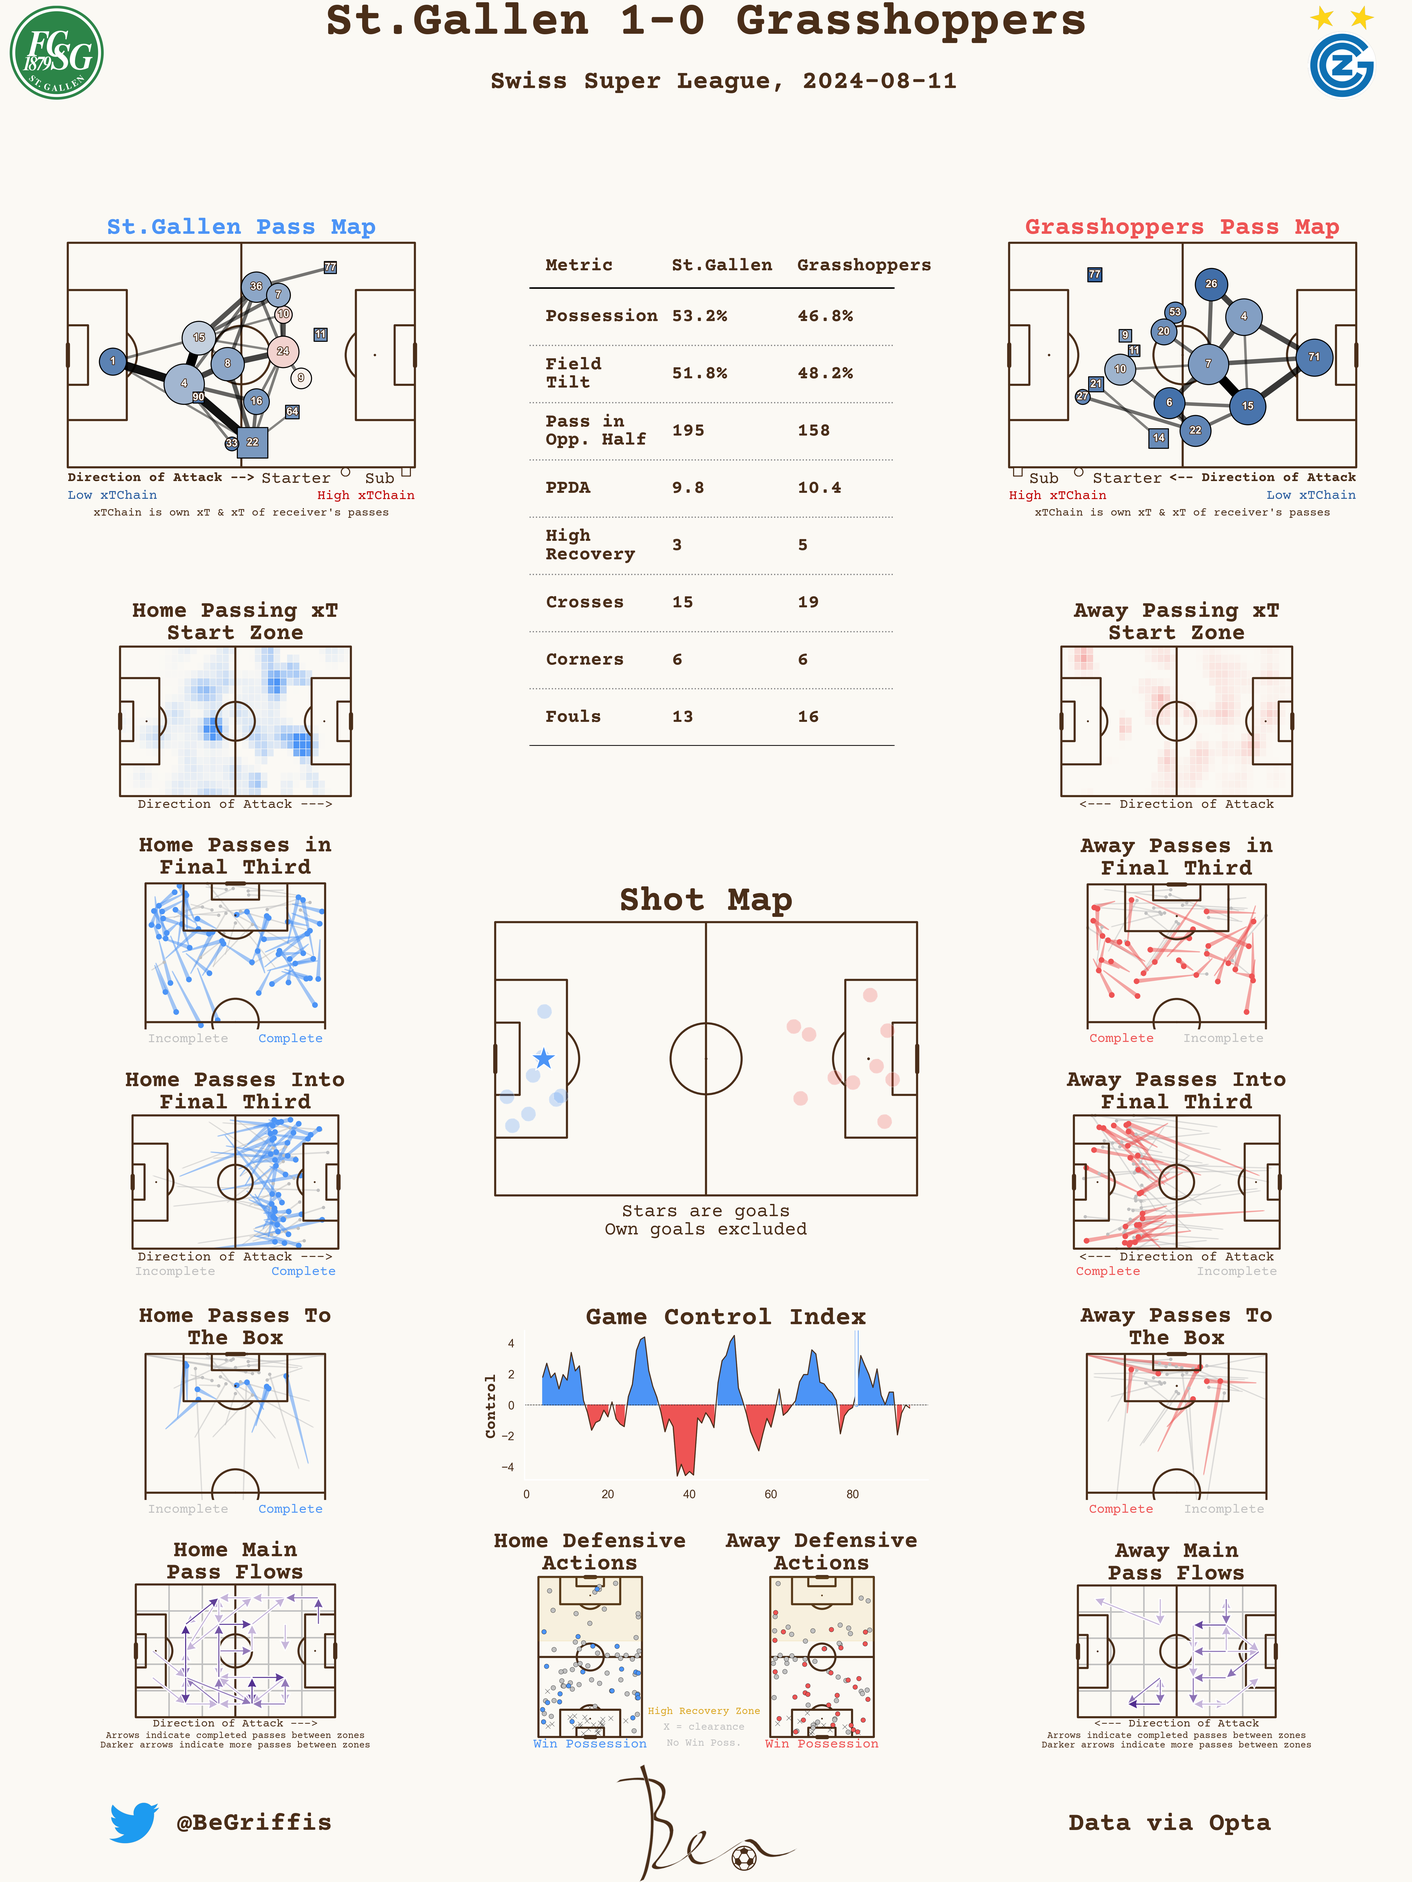 St.Gallen 1-0 Grasshoppers
Swiss Super League, 2024-08-11
FCSG
1879
ST. GALLEN
St.Gallen Pass Map
77
36
7
10
11
15
24
1
8
9
4
90
16
64
33
22
Direction of Attack --> Starter Sub
Low xTChain High xTChain
xTChain is own xT & xT of receiver's passes
Metric St.Gallen Grasshoppers
Possession 53.2% 46.8%
Field
Tilt 51.8% 48.2%
Pass in
Opp. Half 195 158
PPDA 9.8 10.4
High
Recovery 3 5
Crosses 15 19
Corners 6 6
Fouls 13 16
Grasshoppers Pass Map
77
26
53
4
20
9
11
71
7
10
21
27
6
15
22
14
Sub Starter <-- Direction of Attack
High xTChain Low xTChain
xTChain is own xT & xT of receiver's passes
Home Passing xT
Start Zone
Direction of Attack --->
Away Passing xT
Start Zone
<--- Direction of Attack
Home Passes in
Final Third
Incomplete Complete
Away Passes in
Final Third
Complete Incomplete
Shot Map
Stars are goals
Own goals excluded
Home Passes Into
Final Third
Direction of Attack --->
Incomplete Complete
Away Passes Into
Final Third
<--- Direction of Attack
Complete Incomplete
Home Passes To
The Box
Incomplete Complete
Game Control Index
Control
4
2
0
−2
−4
0 20 40 60 80
Away Passes To
The Box
Complete Incomplete
Home Main
Pass Flows
Direction of Attack --->
Arrows indicate completed passes between zones
Darker arrows indicate more passes between zones
Home Defensive
Actions
Win Possession
Away Defensive
Actions
Win Possession
High Recovery Zone
X = clearance
No Win Poss.
Away Main
Pass Flows
<--- Direction of Attack
Arrows indicate completed passes between zones
Darker arrows indicate more passes between zones
@BeGriffis
Ben
Data via Opta